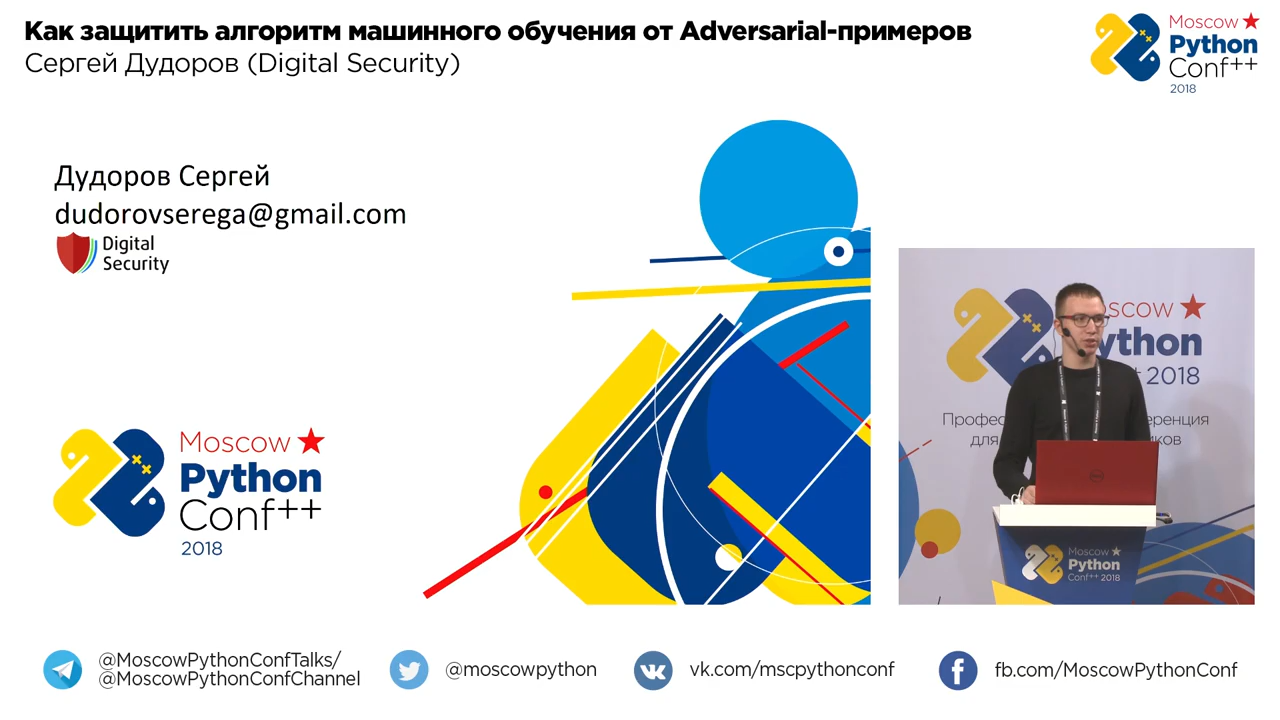 Как защитить алгоритм машинного обучения от Adversarial-примеров
Сергей Дудоров (Digital Security)
Moscow
Python
Conf++
2018
Дудоров Сергей
dudorovserega@gmail.com
Digital
Security
Moscow
Python
Conf++
2018
oscow
ython
2018
Moscow
Python
Conf++ 2018
@MoscowPythonConfTalks/
@MoscowPythonConfChannel
@moscowpython
vk.com/mscpythonconf
fb.com/MoscowPythonConf